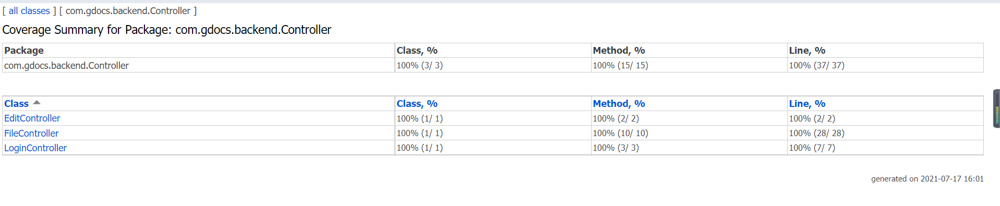 [ all classes ] [ com.gdocs.backend.Controller ]
Coverage Summary for Package: com.gdocs.backend.Controller
Package Class, % Method, % Line, %
com.gdocs.backend.Controller 100% (3/ 3) 100% (15/ 15) 100% (37/ 37)
Class Class, % Method, % Line, %
EditController 100% (1/ 1) 100% (2/ 2) 100% (2/ 2)
FileController 100% (1/ 1) 100% (10/ 10) 100% (28/ 28)
LoginController 100% (1/ 1) 100% (3/ 3) 100% (7/ 7)
generated on 2021-07-17 16:01